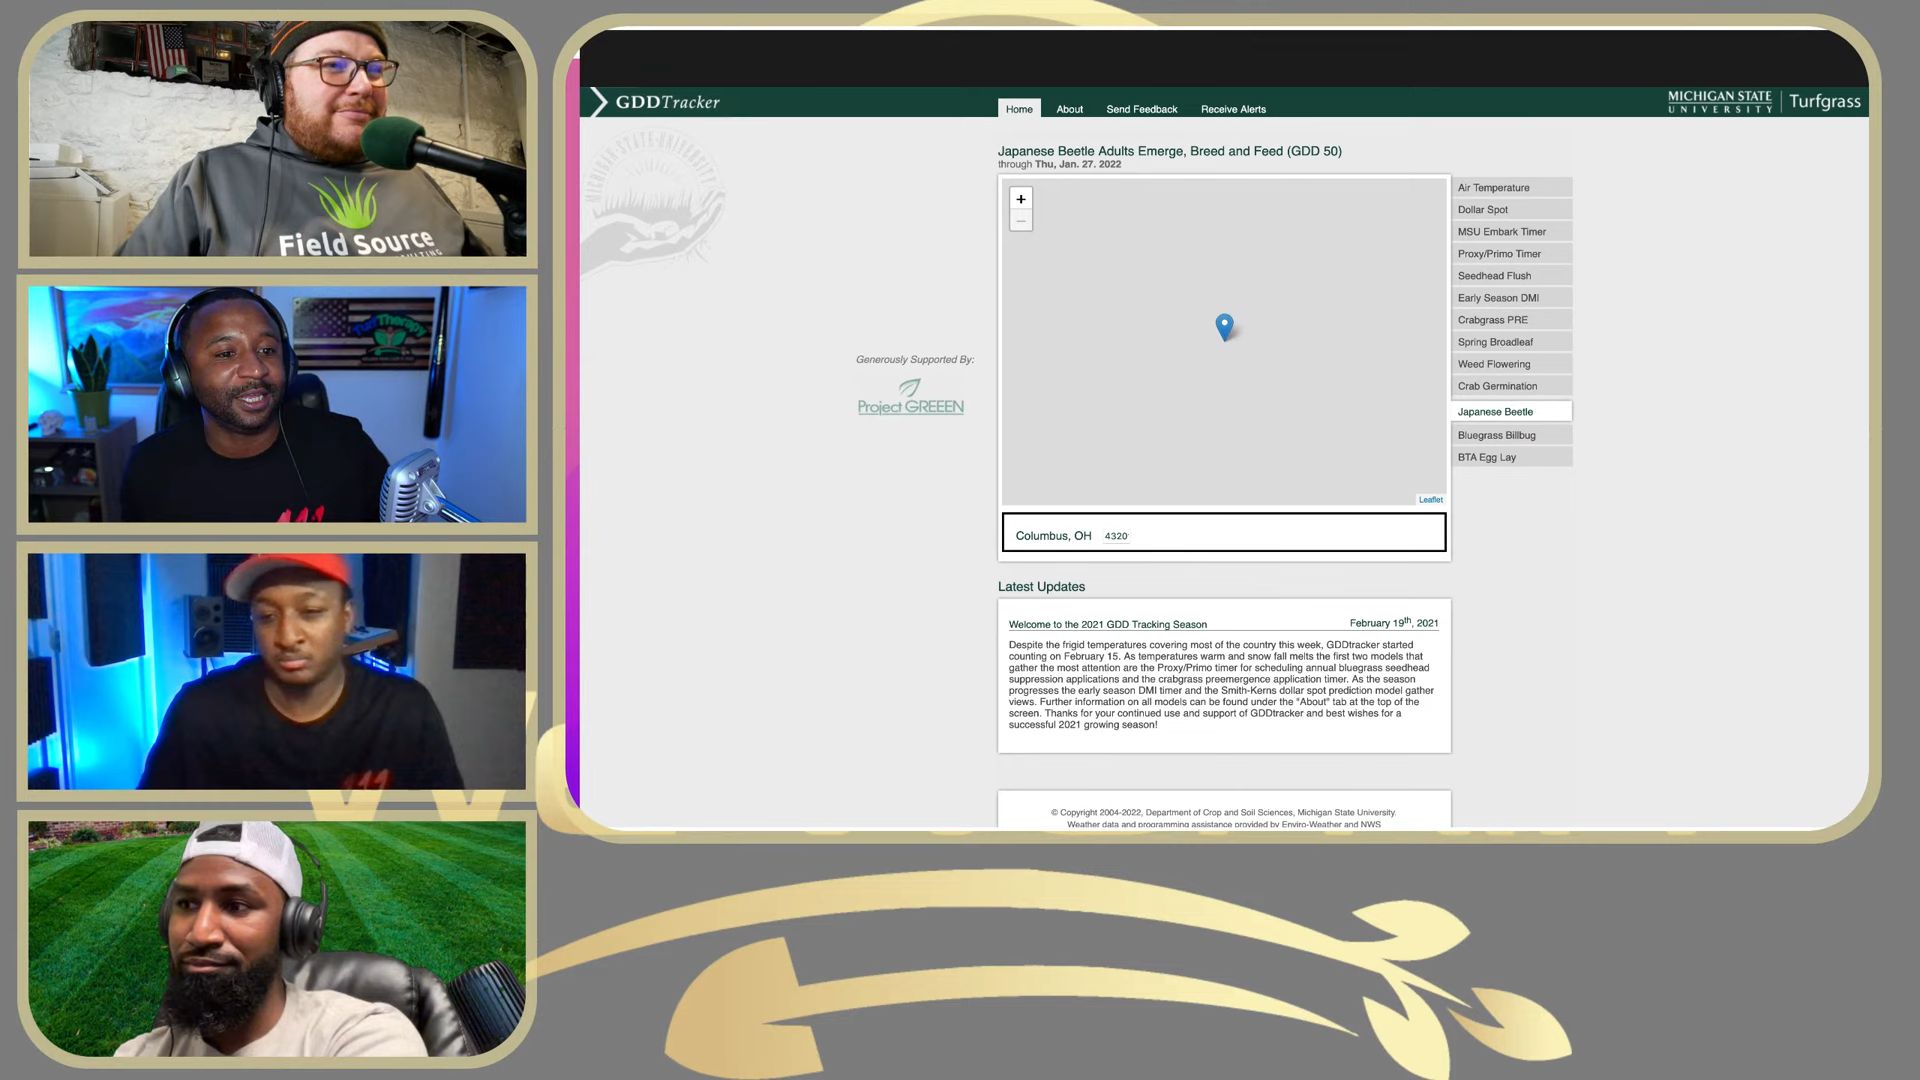 Field Source
TurfTherapy
GDDTracker
Home
About
Send Feedback
Receive Alerts
MICHIGAN STATE
UNIVERSITY
Turfgrass
MICHIGAN STATE UNIVERSITY
Japanese Beetle Adults Emerge, Breed and Feed (GDD 50)
through Thu, Jan. 27. 2022
+
−
Leaflet
Columbus, OH 4320
Air Temperature
Dollar Spot
MSU Embark Timer
Proxy/Primo Timer
Seedhead Flush
Early Season DMI
Crabgrass PRE
Spring Broadleaf
Weed Flowering
Crab Germination
Japanese Beetle
Bluegrass Billbug
BTA Egg Lay
Generously Supported By:
Project GREEEN
Latest Updates
Welcome to the 2021 GDD Tracking Season
February 19th, 2021
Despite the frigid temperatures covering most of the country this week, GDDtracker started
counting on February 15. As temperatures warm and snow fall melts the first two models that
gather the most attention are the Proxy/Primo timer for scheduling annual bluegrass seedhead
suppression applications and the crabgrass preemergence application timer. As the season
progresses the early season DMI timer and the Smith-Kerns dollar spot prediction model gather
views. Further information on all models can be found under the "About" tab at the top of the
screen. Thanks for your continued use and support of GDDtracker and best wishes for a
successful 2021 growing season!
© Copyright 2004-2022, Department of Crop and Soil Sciences, Michigan State University.
Weather data and programming assistance provided by Enviro-Weather and NWS